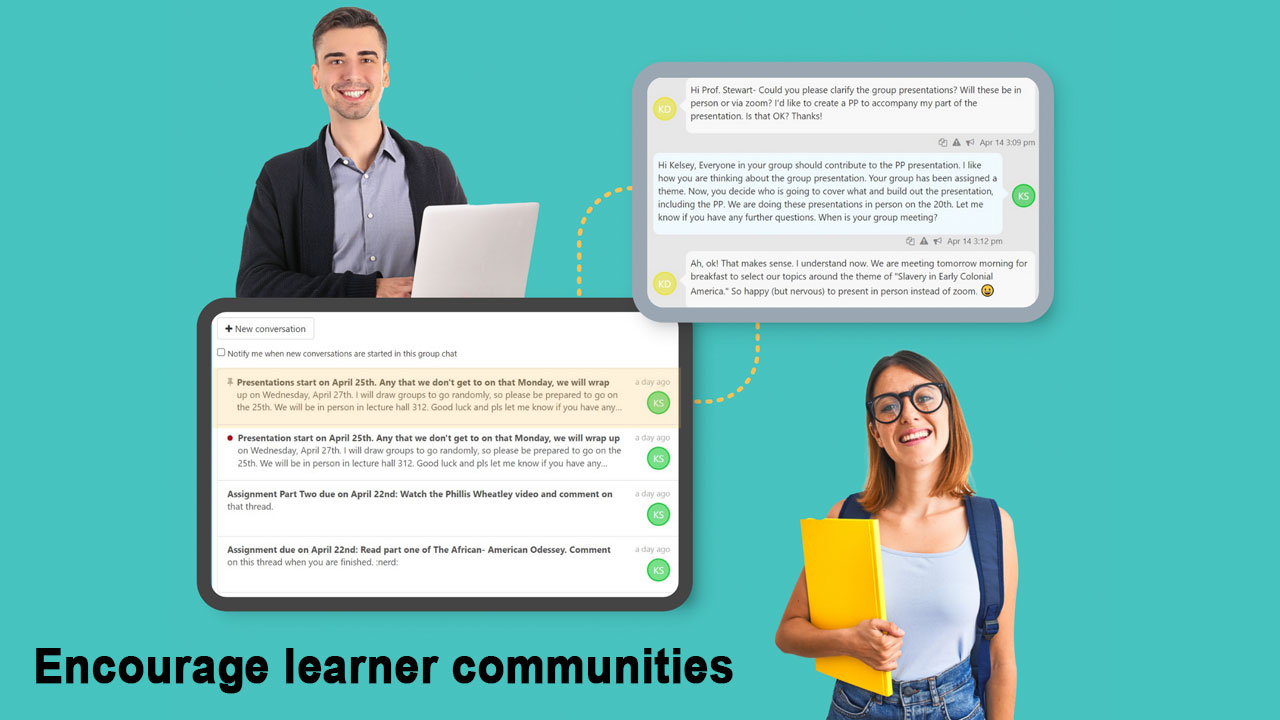 KD
Hi Prof. Stewart- Could you please clarify the group presentations? Will these be in
person or via zoom? I'd like to create a PP to accompany my part of the
presentation. Is that OK? Thanks!
Apr 14 3:09 pm
Hi Kelsey, Everyone in your group should contribute to the PP presentation. I like
how you are thinking about the group presentation. Your group has been assigned a
theme. Now, you decide who is going to cover what and build out the presentation,
including the PP. We are doing these presentations in person on the 20th. Let me
know if you have any further questions. When is your group meeting?
KS
Apr 14 3:12 pm
KD
Ah, ok! That makes sense. I understand now. We are meeting tomorrow morning for
breakfast to select our topics around the theme of "Slavery in Early Colonial
America." So happy (but nervous) to present in person instead of zoom. 😀
+ New conversation
Notify me when new conversations are started in this group chat
Presentations start on April 25th. Any that we don't get to on that Monday, we will wrap
up on Wednesday, April 27th. I will draw groups to go randomly, so please be prepared to go on
the 25th. We will be in person in lecture hall 312. Good luck and pls let me know if you have any...
a day ago
KS
Presentation start on April 25th. Any that we don't get to on that Monday, we will wrap up
on Wednesday, April 27th. I will draw groups to go randomly, so please be prepared to go on
the 25th. We will be in person in lecture hall 312. Good luck and pls let me know if you have any...
a day ago
KS
Assignment Part Two due on April 22nd: Watch the Phillis Wheatley video and comment on
that thread.
a day ago
KS
Assignment due on April 22nd: Read part one of The African- American Odessey. Comment
on this thread when you are finished. :nerd:
a day ago
KS
Encourage learner communities